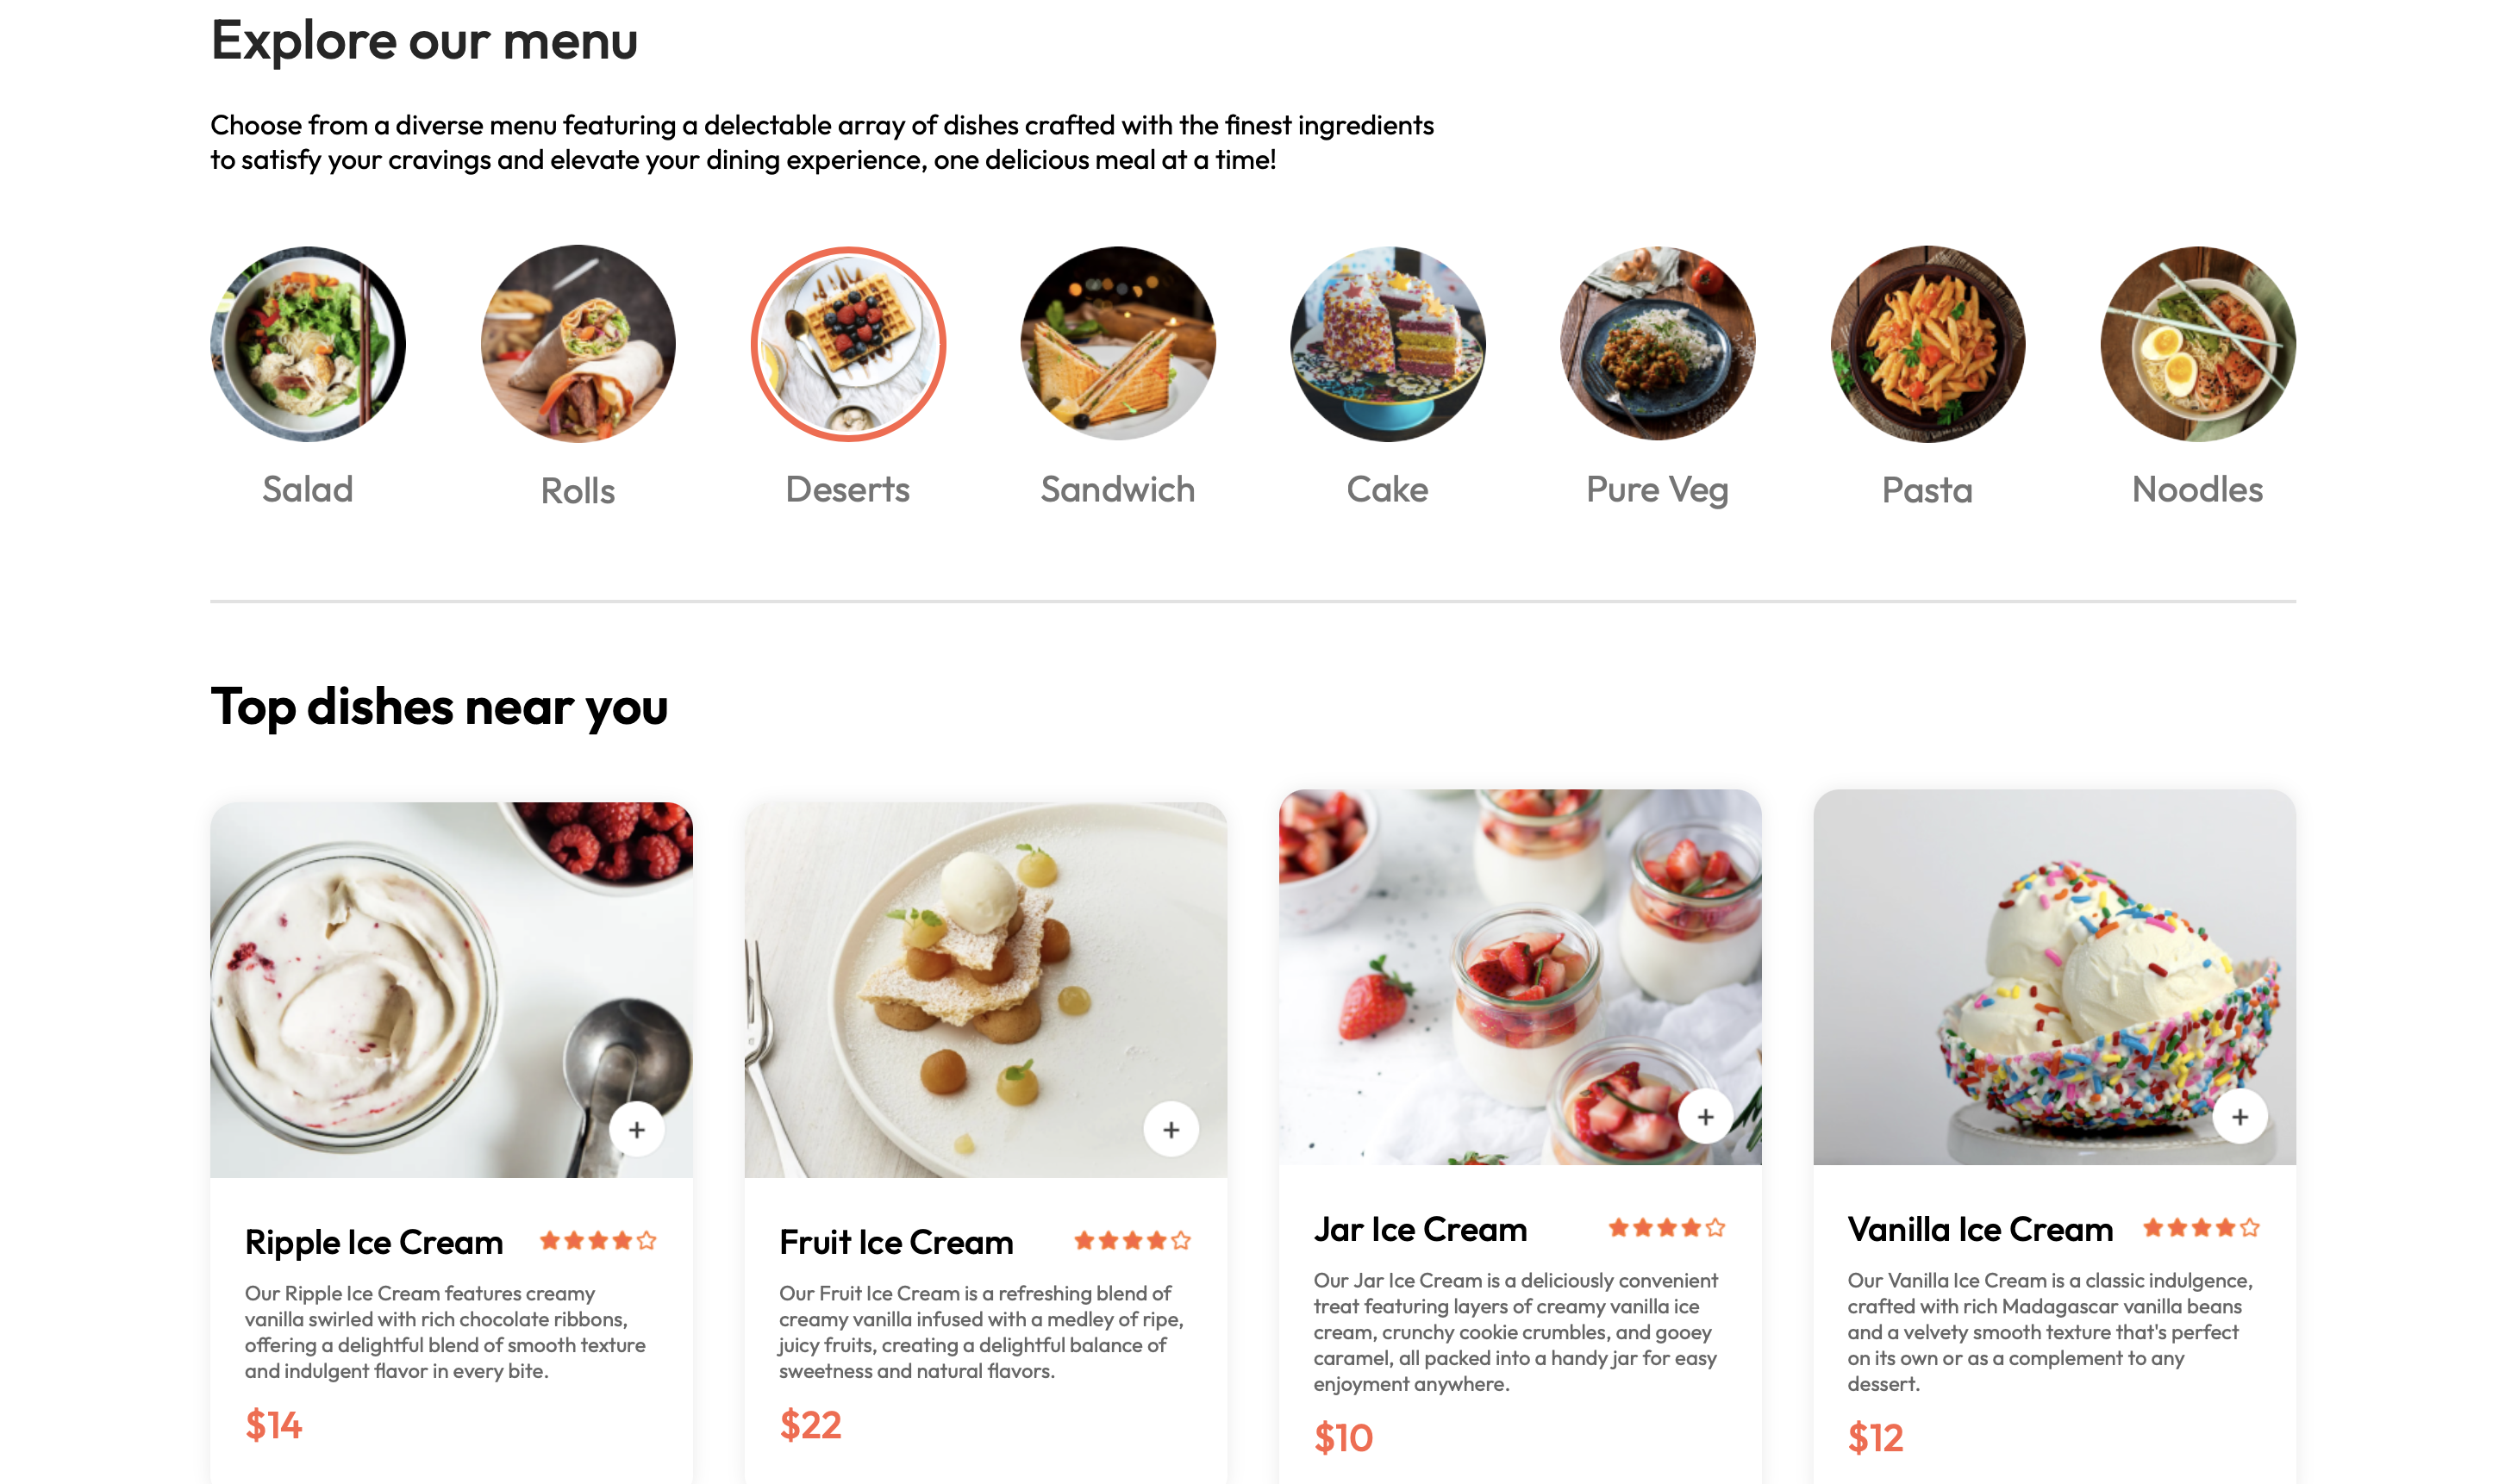 Explore our menu
Choose from a diverse menu featuring a delectable array of dishes crafted with the finest ingredients
to satisfy your cravings and elevate your dining experience, one delicious meal at a time!
Salad
Rolls
Deserts
Sandwich
Cake
Pure Veg
Pasta
Noodles
Top dishes near you
Ripple Ice Cream
Our Ripple Ice Cream features creamy
vanilla swirled with rich chocolate ribbons,
offering a delightful blend of smooth texture
and indulgent flavor in every bite.
$14
Fruit Ice Cream
Our Fruit Ice Cream is a refreshing blend of
creamy vanilla infused with a medley of ripe,
juicy fruits, creating a delightful balance of
sweetness and natural flavors.
$22
Jar Ice Cream
Our Jar Ice Cream is a deliciously convenient
treat featuring layers of creamy vanilla ice
cream, crunchy cookie crumbles, and gooey
caramel, all packed into a handy jar for easy
enjoyment anywhere.
$10
Vanilla Ice Cream
Our Vanilla Ice Cream is a classic indulgence,
crafted with rich Madagascar vanilla beans
and a velvety smooth texture that's perfect
on its own or as a complement to any
dessert.
$12